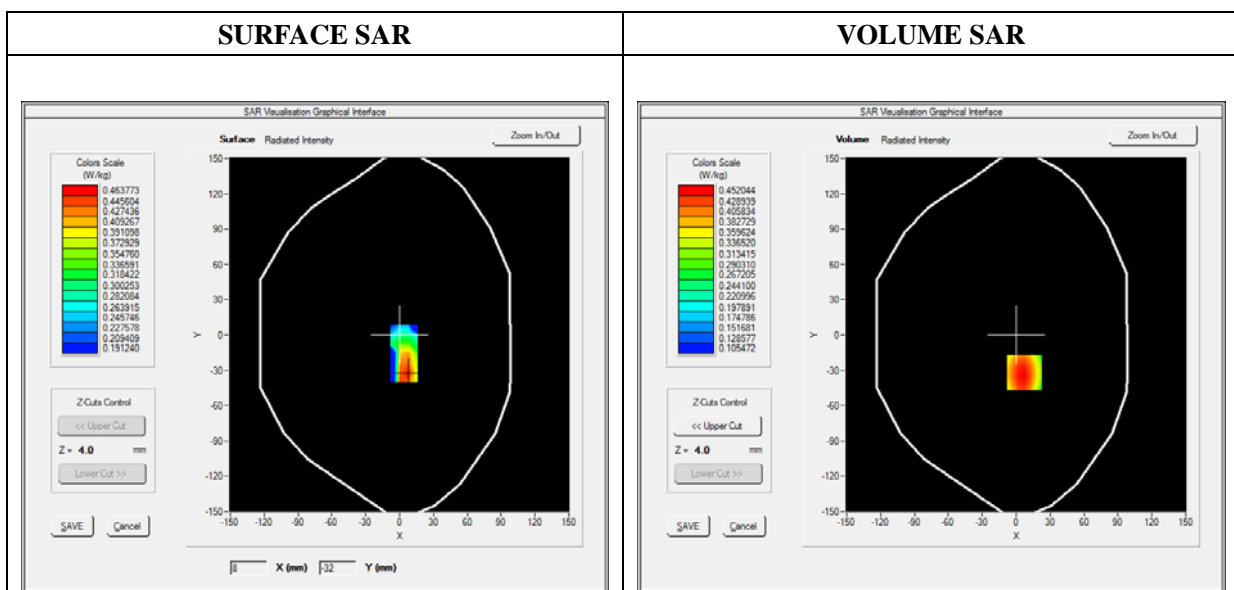 SURFACE SAR
VOLUME SAR
SAR Visualisation Graphical Interface
Surface Radiated Intensity
Zoom In/Out
Colors Scale
(W/kg)
0.463773
0.445604
0.427436
0.409267
0.391098
0.372929
0.354760
0.336591
0.318422
0.300253
0.282084
0.263915
0.245746
0.227578
0.209409
0.191240
Z-Cuts Control
<< Upper Cut
Z = 4.0 mm
Lower Cut >>
SAVE Cancel
150
120
90
60
30
0
-30
-60
-90
-120
-150
Y
-150 -120 -90 -60 -30 0 30 60 90 120 150
X
8 X (mm) -32 Y (mm)
SAR Visualisation Graphical Interface
Volume Radiated Intensity
Zoom In/Out
Colors Scale
(W/kg)
0.452044
0.428939
0.405834
0.382729
0.359624
0.336520
0.313415
0.290310
0.267205
0.244100
0.220996
0.197891
0.174786
0.151681
0.128577
0.105472
Z-Cuts Control
<< Upper Cut
Z = 4.0 mm
Lower Cut >>
SAVE Cancel
150
120
90
60
30
0
-30
-60
-90
-120
-150
Y
-150 -120 -90 -60 -30 0 30 60 90 120 150
X